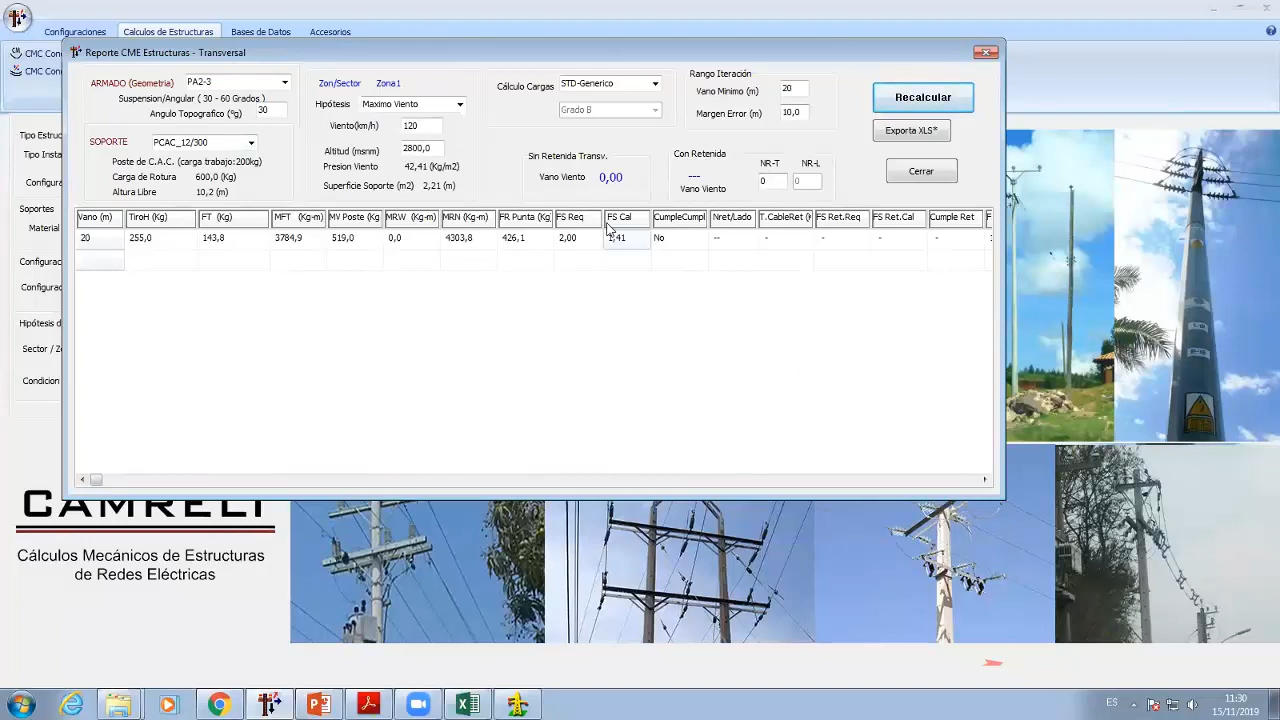 Configuraciones Calculos de Estructuras Bases de Datos Accesorios
CMC Con
CMC Con
Reporte CME Estructuras - Transversal
ARMADO (Geometria) PA2-3
Suspension/Angular ( 30 - 60 Grados )
Angulo Topografico (ºg) 30
SOPORTE PCAC_12/300
Poste de C.A.C. (carga trabajo:200kg)
Carga de Rotura 600,0 (Kg)
Altura Libre 10,2 (m)
Zon/Sector Zona1
Hipótesis Maximo Viento
Viento(km/h) 120
Altitud (msnm) 2800,0
Presion Viento 42,41 (Kg/m2)
Superficie Soporte (m2) 2,21 (m)
Cálculo Cargas STD-Generico
Grado B
Sin Retenida Transv.
Vano Viento 0,00
Rango Iteración
Vano Minimo (m) 20
Margen Error (m) 10,0
Con Retenida NR-T NR-L
--- 0 0
Vano Viento
Recalcular
Exporta XLS*
Cerrar
Vano (m) TiroH (Kg) FT (Kg) MFT (Kg-m) MV Poste (Kg MRW (Kg-m) MRN (Kg-m) FR Punta (Kg FS Req FS Cal CumpleCumpl Nret/Lado T.CableRet (K FS Ret.Req FS Ret.Cal Cumple Ret F
20 255,0 143,8 3784,9 519,0 0,0 4303,8 426,1 2,00 1,41 No -- - - - -
Tipo Estruc
Tipo Insta
Configura
Soportes
Material
Configurac
Configurac
Hipótesis d
Sector / Zo
Condicion
CAMRELI
Cálculos Mecánicos de Estructuras
de Redes Eléctricas
ES 11:30
15/11/2019